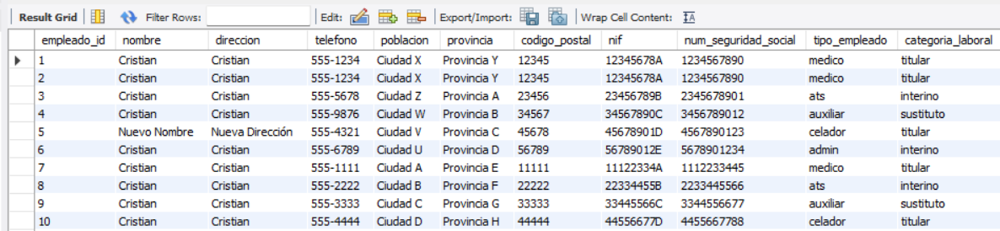 Result Grid Filter Rows: Edit: Export/Import: Wrap Cell Content: IA
empleado_id nombre direccion telefono poblacion provincia codigo_postal nif num_seguridad_social tipo_empleado categoria_laboral
1 Cristian Cristian 555-1234 Ciudad X Provincia Y 12345 12345678A 1234567890 medico titular
2 Cristian Cristian 555-1234 Ciudad X Provincia Y 12345 12345678A 1234567890 medico titular
3 Cristian Cristian 555-5678 Ciudad Z Provincia A 23456 23456789B 2345678901 ats interino
4 Cristian Cristian 555-9876 Ciudad W Provincia B 34567 34567890C 3456789012 auxiliar sustituto
5 Nuevo Nombre Nueva Dirección 555-4321 Ciudad V Provincia C 45678 45678901D 4567890123 celador titular
6 Cristian Cristian 555-6789 Ciudad U Provincia D 56789 56789012E 5678901234 admin interino
7 Cristian Cristian 555-1111 Ciudad A Provincia E 11111 11122334A 1112233445 medico titular
8 Cristian Cristian 555-2222 Ciudad B Provincia F 22222 22334455B 2233445566 ats interino
9 Cristian Cristian 555-3333 Ciudad C Provincia G 33333 33445566C 3344556677 auxiliar sustituto
10 Cristian Cristian 555-4444 Ciudad D Provincia H 44444 44556677D 4455667788 celador titular